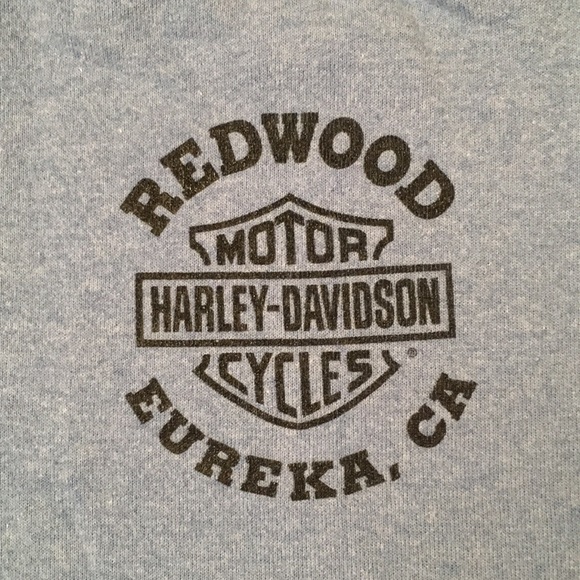 REDWOOD
MOTOR
HARLEY-DAVIDSON
CYCLES
®
EUREKA, CA